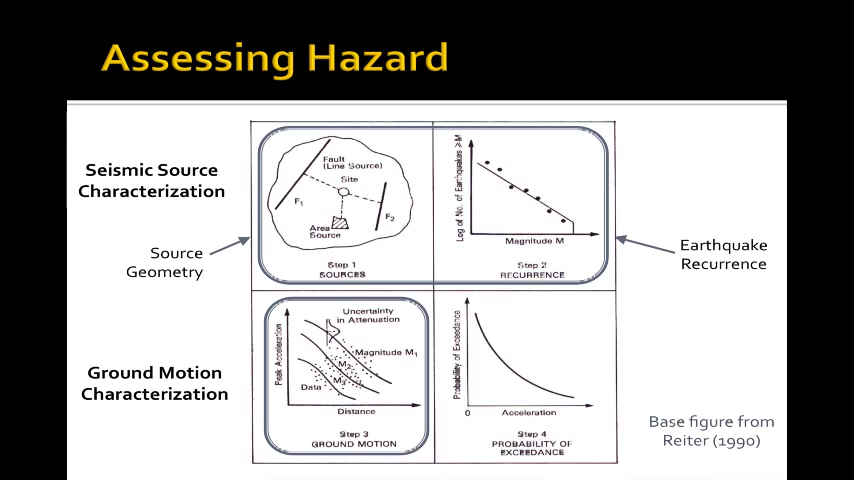 Assessing Hazard
Seismic Source
Characterization
Source
Geometry
Fault
(Line Source)
Site
F1
F2
Area
Source
Step 1
SOURCES
Log of No. of Earthquakes ≥M
Magnitude M
Step 2
RECURRENCE
Earthquake
Recurrence
Ground Motion
Characterization
Uncertainty
in Attenuation
Peak Acceleration
Magnitude M1
M2
M3
Data
Distance
Step 3
GROUND MOTION
Probability of Exceedance
0
Acceleration
Step 4
PROBABILITY OF
EXCEEDANCE
Base figure from
Reiter (1990)